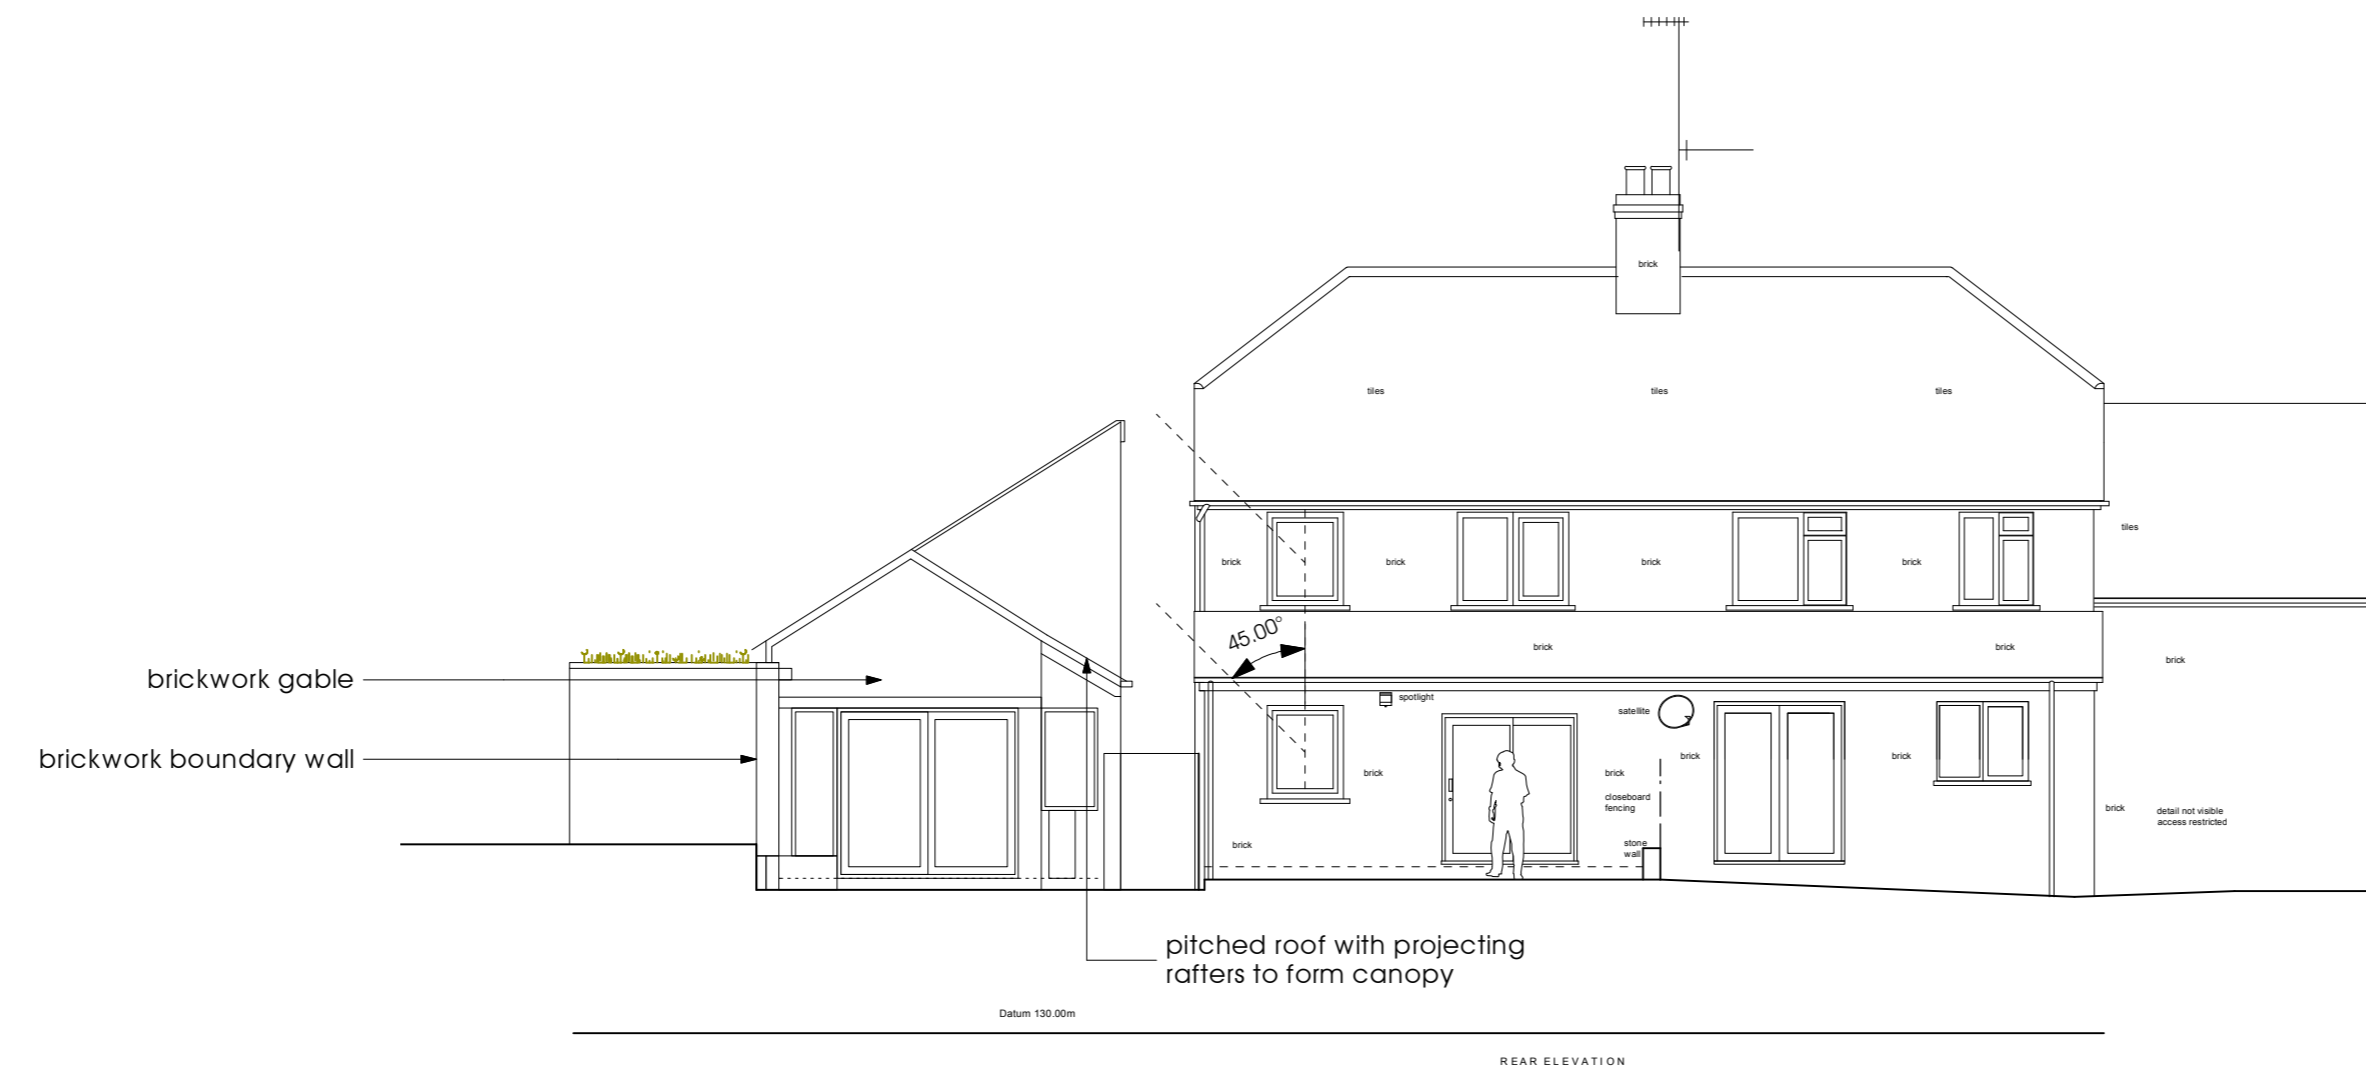 brick
tiles
tiles
tiles
tiles
brick
brick
brick
brick
45,00°
brick
brick
brick
brickwork gable
spotlight
satellite
brickwork boundary wall
brick
brick
brick
brick
closeboard
fencing
brick
detail not visible
access restricted
stone
wall
brick
pitched roof with projecting
rafters to form canopy
Datum 130.00m
REAR ELEVATION